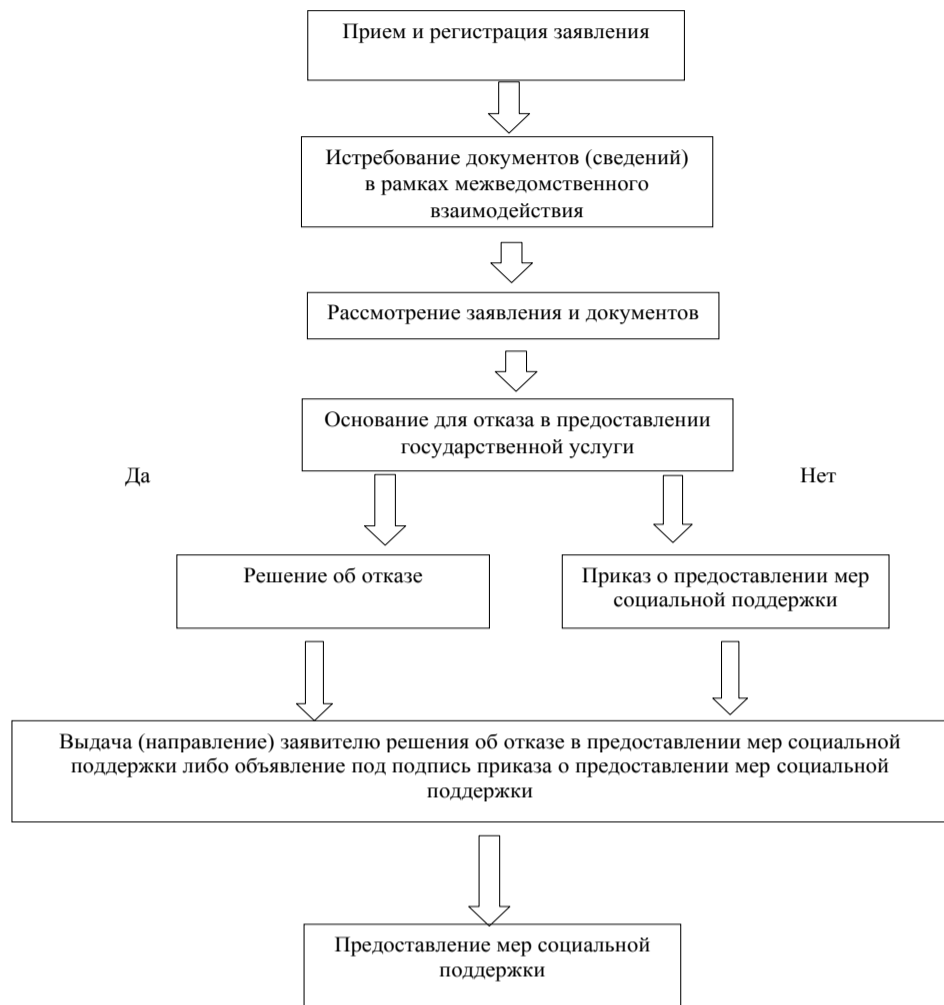 Прием и регистрация заявления
Истребование документов (сведений)
в рамках межведомственного
взаимодействия
Рассмотрение заявления и документов
Основание для отказа в предоставлении
государственной услуги
Да
Нет
Решение об отказе
Приказ о предоставлении мер
социальной поддержки
Выдача (направление) заявителю решения об отказе в предоставлении мер социальной
поддержки либо объявление под подпись приказа о предоставлении мер социальной
поддержки
Предоставление мер социальной
поддержки